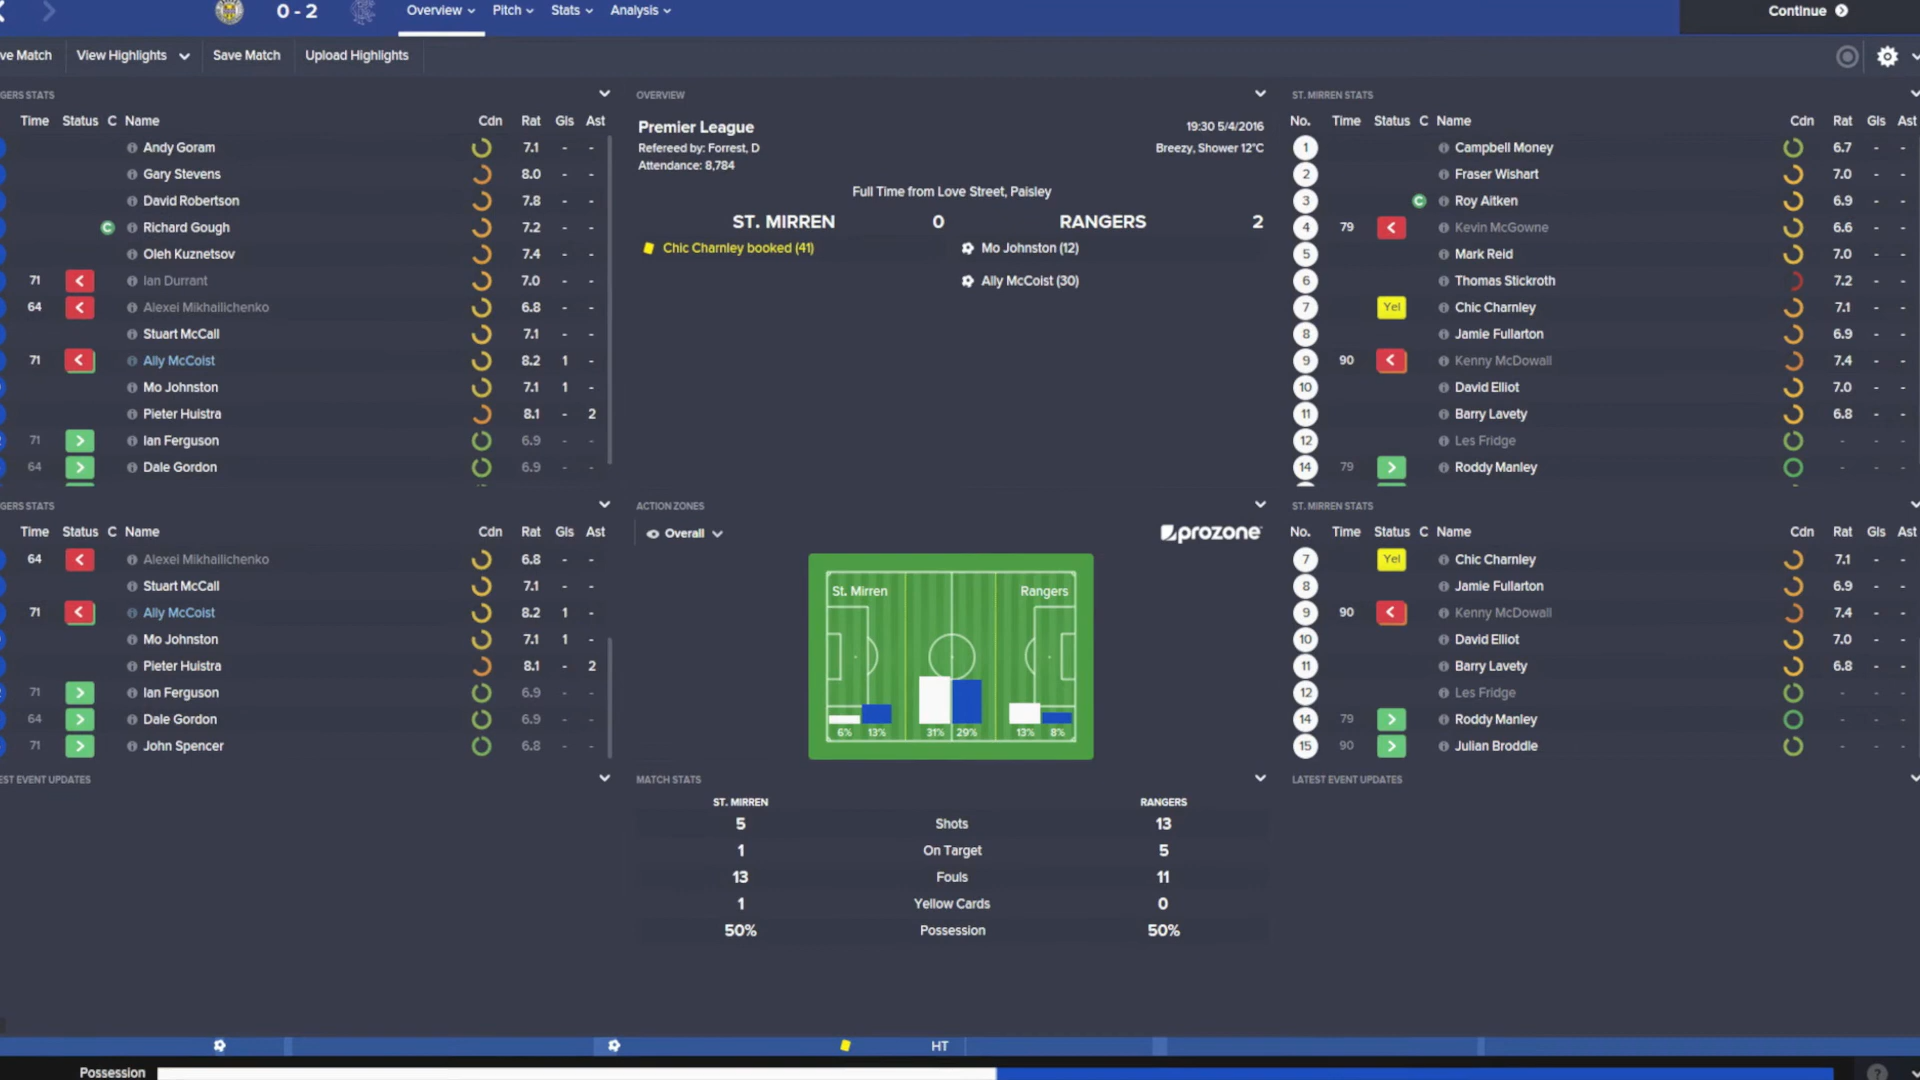 0 - 2 Overview Pitch Stats Analysis Continue
ve Match View Highlights Save Match Upload Highlights
GERS STATS
Time Status C Name Cdn Rat Gls Ast
Andy Goram 7.1 - -
Gary Stevens 8.0 - -
David Robertson 7.8 - -
C Richard Gough 7.2 - -
Oleh Kuznetsov 7.4 - -
71 Ian Durrant 7.0 - -
64 Alexei Mikhailichenko 6.8 - -
Stuart McCall 7.1 - -
71 Ally McCoist 8.2 1 -
Mo Johnston 7.1 1 -
Pieter Huistra 8.1 - 2
71 Ian Ferguson 6.9 - -
64 Dale Gordon 6.9 - -
OVERVIEW
Premier League 19:30 5/4/2016
Refereed by: Forrest, D Breezy, Shower 12°C
Attendance: 8,784
Full Time from Love Street, Paisley
ST. MIRREN 0 RANGERS 2
Chic Charnley booked (41) Mo Johnston (12)
Ally McCoist (30)
ST. MIRREN STATS
No. Time Status C Name Cdn Rat Gls Ast
1 Campbell Money 6.7 - -
2 Fraser Wishart 7.0 - -
3 C Roy Aitken 6.9 - -
4 79 Kevin McGowne 6.6 - -
5 Mark Reid 7.0 - -
6 Thomas Stickroth 7.2 - -
7 Yel Chic Charnley 7.1 - -
8 Jamie Fullarton 6.9 - -
9 90 Kenny McDowall 7.4 - -
10 David Elliot 7.0 - -
11 Barry Lavety 6.8 - -
12 Les Fridge - - -
14 79 Roddy Manley - - -
GERS STATS
Time Status C Name Cdn Rat Gls Ast
64 Alexei Mikhailichenko 6.8 - -
Stuart McCall 7.1 - -
71 Ally McCoist 8.2 1 -
Mo Johnston 7.1 1 -
Pieter Huistra 8.1 - 2
71 Ian Ferguson 6.9 - -
64 Dale Gordon 6.9 - -
71 John Spencer 6.8 - -
ACTION ZONES
Overall prozone
St. Mirren Rangers
6% 13% 31% 29% 13% 8%
ST. MIRREN STATS
No. Time Status C Name Cdn Rat Gls Ast
7 Yel Chic Charnley 7.1 - -
8 Jamie Fullarton 6.9 - -
9 90 Kenny McDowall 7.4 - -
10 David Elliot 7.0 - -
11 Barry Lavety 6.8 - -
12 Les Fridge - - -
14 79 Roddy Manley - - -
15 90 Julian Broddle - - -
EST EVENT UPDATES
MATCH STATS
ST. MIRREN RANGERS
5 Shots 13
1 On Target 5
13 Fouls 11
1 Yellow Cards 0
50% Possession 50%
LATEST EVENT UPDATES
HT
Possession ?